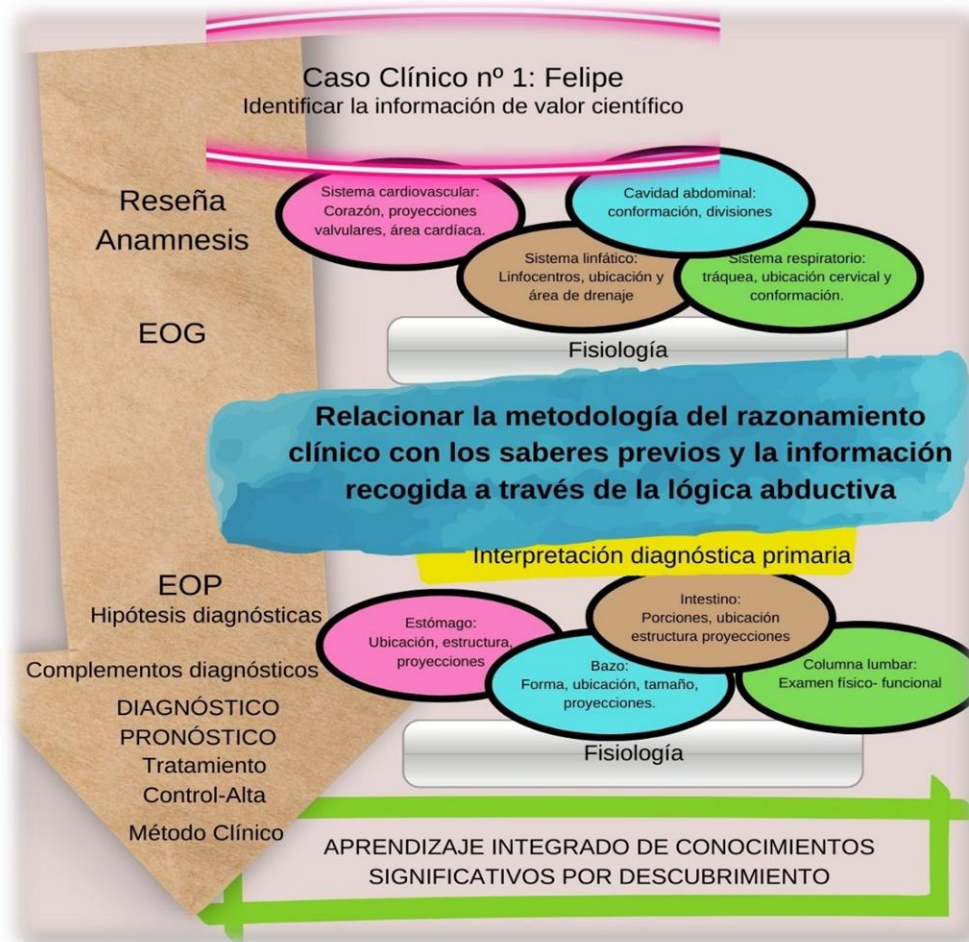 Caso Clínico nº 1: Felipe
Identificar la información de valor científico
Reseña
Anamnesis
Sistema cardiovascular:
Corazón, proyecciones
valvulares, área cardíaca.
Cavidad abdominal:
conformación, divisiones
Sistema linfático:
Linfocentros, ubicación y
área de drenaje
Sistema respiratorio:
tráquea, ubicación cervical y
conformación.
EOG
Fisiología
Relacionar la metodología del razonamiento
clínico con los saberes previos y la información
recogida a través de la lógica abductiva
Interpretación diagnóstica primaria
EOP
Hipótesis diagnósticas
Estómago:
Ubicación, estructura,
proyecciones
Intestino:
Porciones, ubicación
estructura proyecciones
Bazo:
Forma, ubicación, tamaño,
proyecciones.
Columna lumbar:
Examen físico- funcional
Complementos diagnósticos
DIAGNÓSTICO
PRONÓSTICO
Tratamiento
Control-Alta
Método Clínico
Fisiología
APRENDIZAJE INTEGRADO DE CONOCIMIENTOS
SIGNIFICATIVOS POR DESCUBRIMIENTO